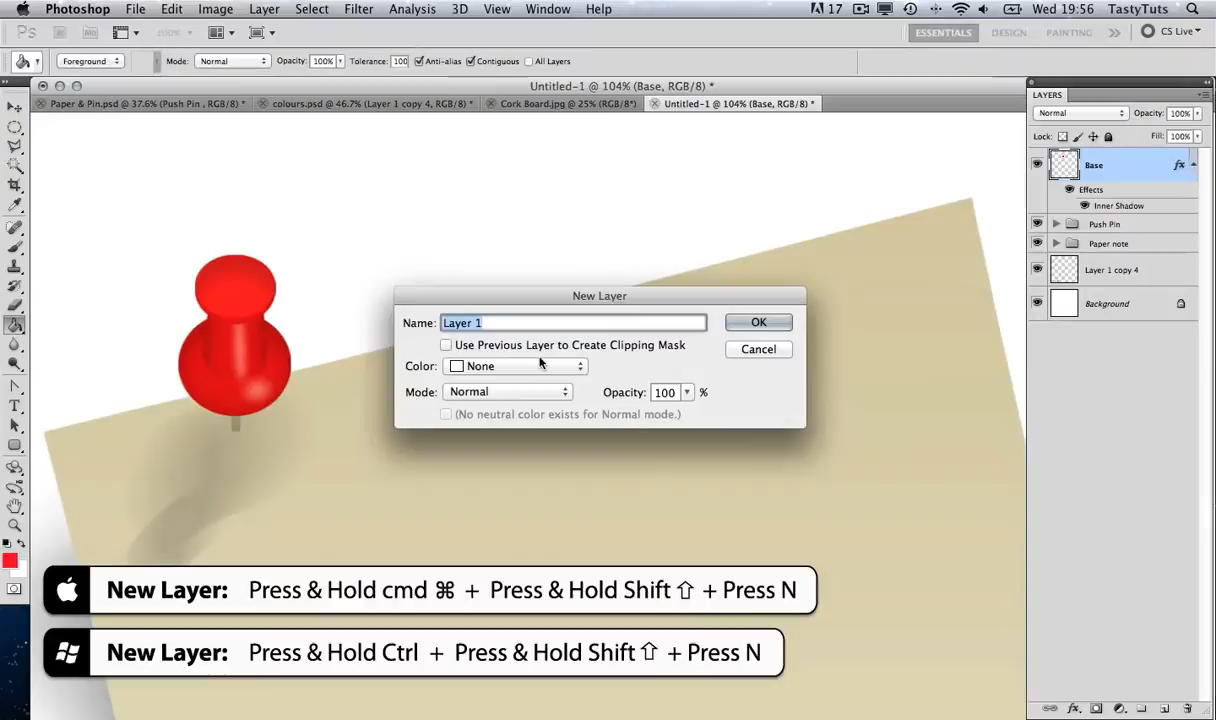 Photoshop File Edit Image Layer Select Filter Analysis 3D View Window Help 17 Wed 19:56 TastyTuts
Ps Br Mb 100% ESSENTIALS DESIGN PAINTING >> CS Live
Foreground Mode: Normal Opacity: 100% Tolerance: 100 Anti-alias Contiguous All Layers
Untitled-1 @ 104% (Base, RGB/8) *
Paper & Pin.psd @ 37.6% (Push Pin , RGB/8) * colours.psd @ 46.7% (Layer 1 copy 4, RGB/8) * Cork Board.jpg @ 25% (RGB/8*) Untitled-1 @ 104% (Base, RGB/8) *
LAYERS
Normal Opacity: 100%
Lock: Fill: 100%
Base fx
Effects
Inner Shadow
Push Pin
Paper note
Layer 1 copy 4
Background
New Layer
Name: Layer 1 OK
Use Previous Layer to Create Clipping Mask Cancel
Color: None
Mode: Normal Opacity: 100 %
(No neutral color exists for Normal mode.)
New Layer: Press & Hold cmd ⌘ + Press & Hold Shift ⇧ + Press N
New Layer: Press & Hold Ctrl + Press & Hold Shift ⇧ + Press N